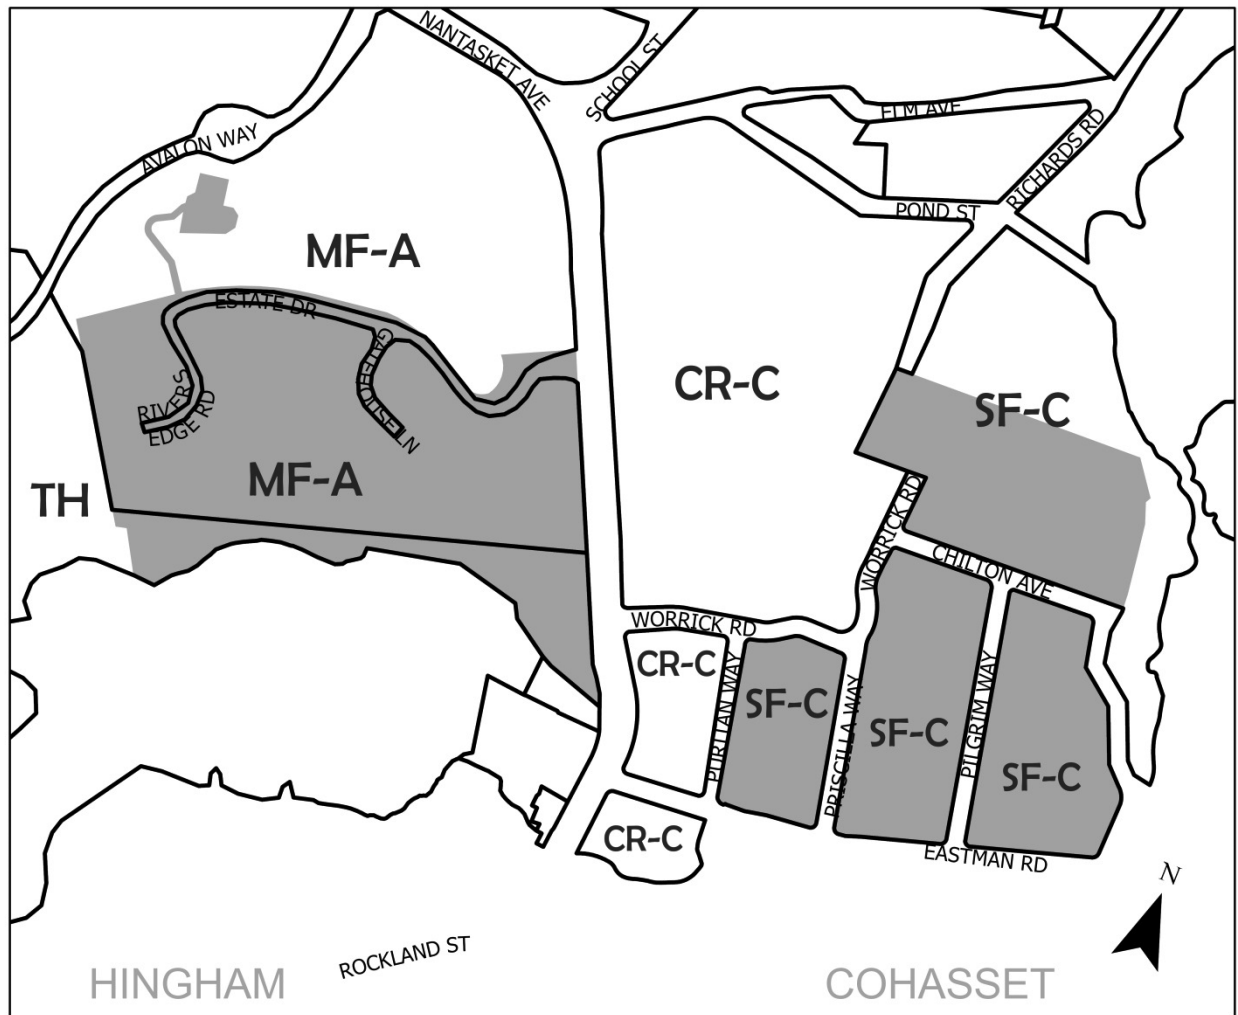 NANTASKET AVE
SCHOOL ST
ELM AVE
AVALON WAY
RICHARDS RD
POND ST
MF-A
ESTATE DR
GATEHOUSE LN
RIVERS
EDGE RD
CR-C
SF-C
MF-A
TH
WORRICK RD
CHILTON AVE
WORRICK RD
CR-C
PURITAN WAY
SF-C
PRISCILLA WAY
SF-C
PILGRIM WAY
SF-C
CR-C
EASTMAN RD
N
ROCKLAND ST
HINGHAM
COHASSET